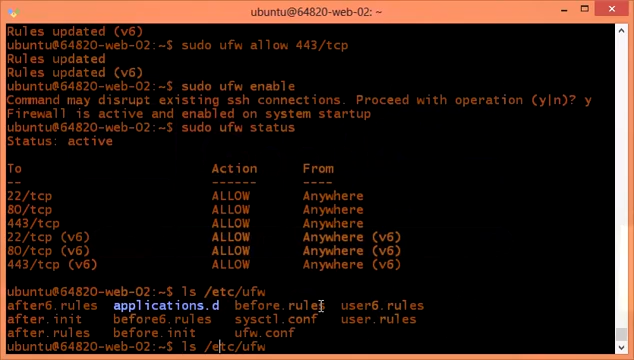 ubuntu@64820-web-02: ~
Rules updated (v6)
ubuntu@64820-web-02:~$ sudo ufw allow 443/tcp
Rules updated
Rules updated (v6)
ubuntu@64820-web-02:~$ sudo ufw enable
Command may disrupt existing ssh connections. Proceed with operation (y|n)? y
Firewall is active and enabled on system startup
ubuntu@64820-web-02:~$ sudo ufw status
Status: active
To Action From
-- ------ ----
22/tcp ALLOW Anywhere
80/tcp ALLOW Anywhere
443/tcp ALLOW Anywhere
22/tcp (v6) ALLOW Anywhere (v6)
80/tcp (v6) ALLOW Anywhere (v6)
443/tcp (v6) ALLOW Anywhere (v6)
ubuntu@64820-web-02:~$ ls /etc/ufw
after6.rules applications.d before.rules user6.rules
after.init before6.rules sysctl.conf user.rules
after.rules before.init ufw.conf
ubuntu@64820-web-02:~$ ls /etc/ufw